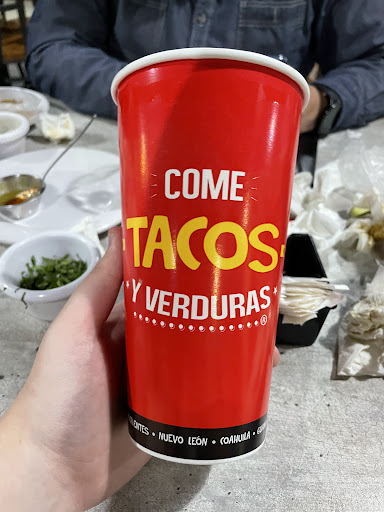 COME
TACOS
Y VERDURAS
®
• NUEVO LEÓN • COAHUILA •